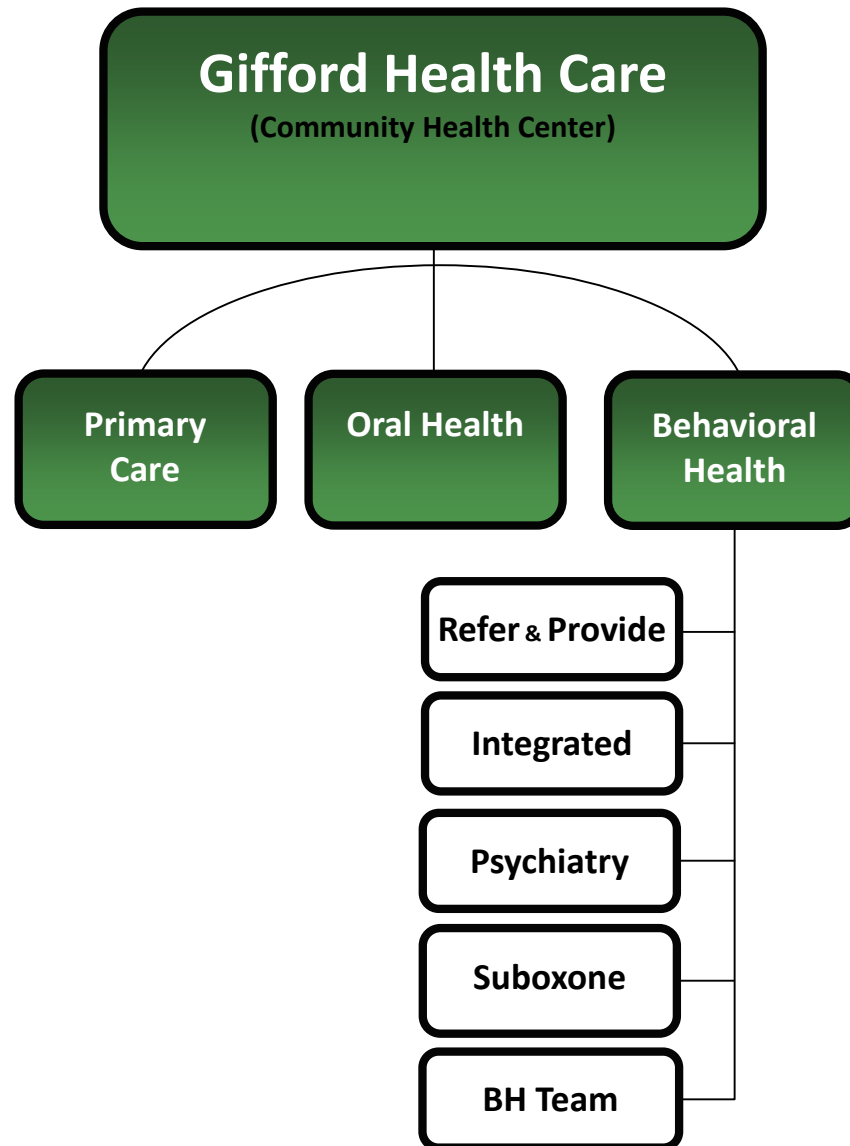 Gifford Health Care
(Community Health Center)
Primary
Care
Oral Health
Behavioral
Health
Refer & Provide
Integrated
Psychiatry
Suboxone
BH Team